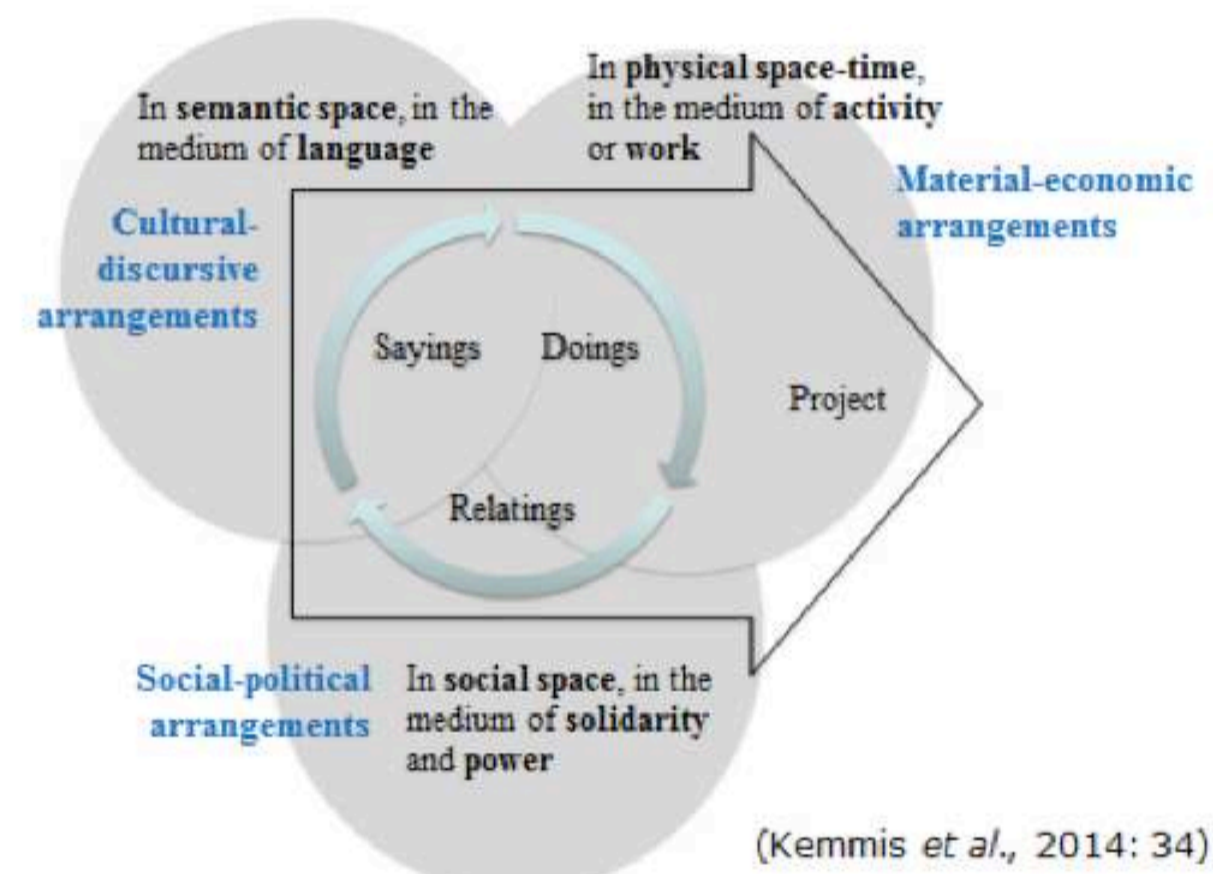 In semantic space, in the
medium of language
In physical space-time,
in the medium of activity
or work
Cultural-
discursive
arrangements
Material-economic
arrangements
Sayings
Doings
Project
Relatings
Social-political
arrangements
In social space, in the
medium of solidarity
and power
(Kemmis et al., 2014: 34)